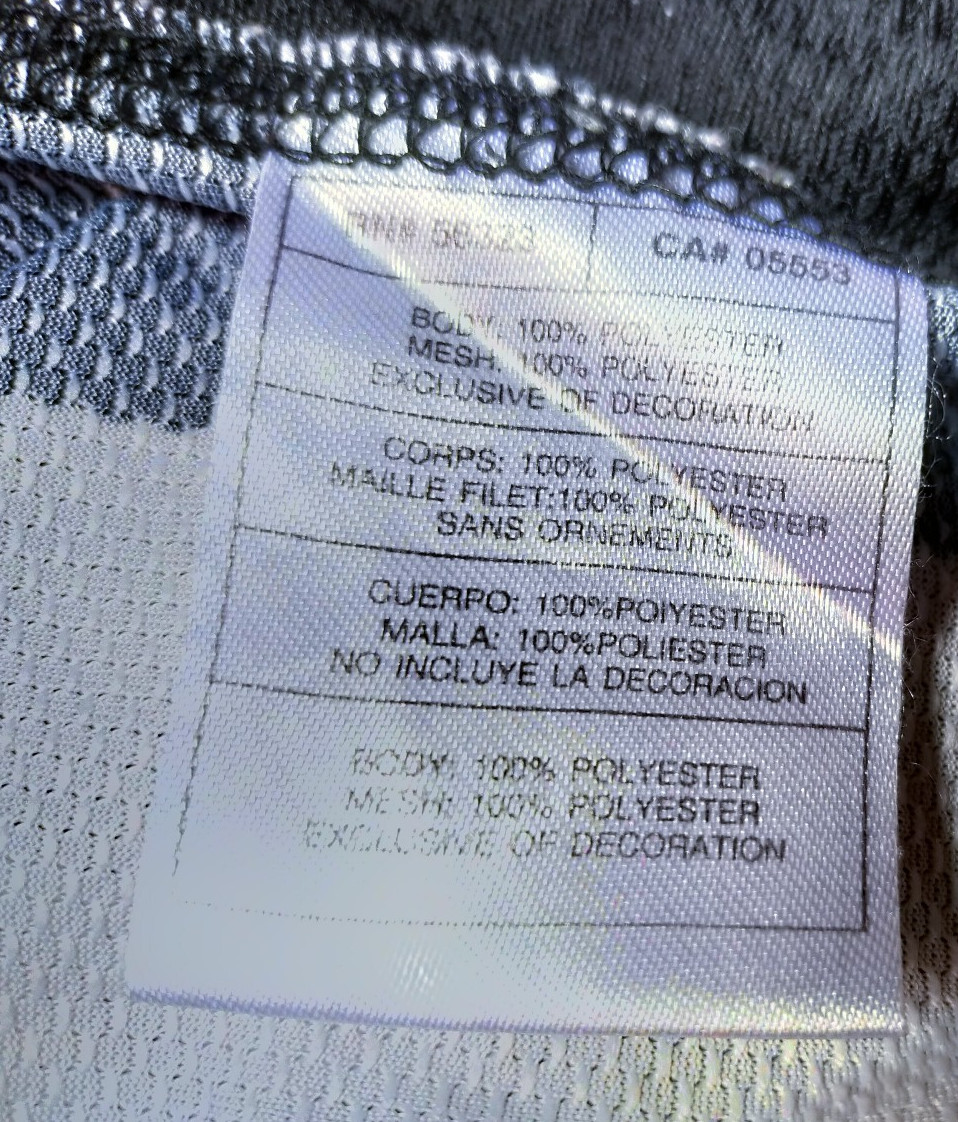 RN#
CA# 05553
BODY: 100% POLYESTER
MESH: 100% POLYESTER
EXCLUSIVE OF DECORATION
CORPS: 100% POLYESTER
MAILLE FILET:100% POLYESTER
SANS ORNEMENTS
CUERPO: 100%POIYESTER
MALLA: 100%POLIESTER
NO INCLUYE LA DECORACION
BODY: 100% POLYESTER
MESH: 100% POLYESTER
EXCLUSIVE OF DECORATION